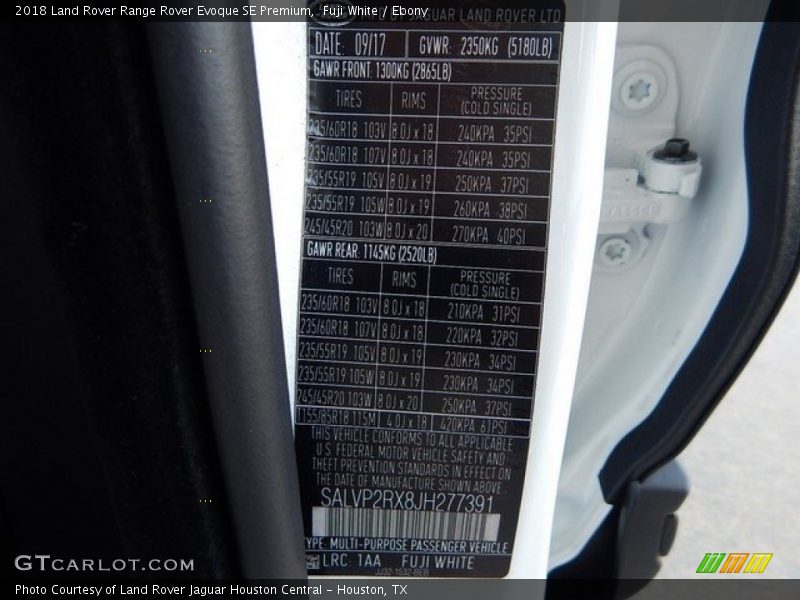 2018 Land Rover Range Rover Evoque SE Premium,  Fuji White / Ebony
MFD BY JAGUAR LAND ROVER LTD
DATE: 09/17 GVWR: 2350KG (5180LB)
GAWR FRONT: 1300KG (2865LB)
TIRES RIMS PRESSURE (COLD SINGLE)
235/60R18 103V 8.0J x 18 240KPA 35PSI
235/60R18 107V 8.0J x 18 240KPA 35PSI
235/55R19 105V 8.0J x 19 250KPA 37PSI
235/55R19 105W 8.0J x 19 260KPA 38PSI
245/45R20 103W 8.0J x 20 270KPA 40PSI
GAWR REAR: 1145KG (2520LB)
TIRES RIMS PRESSURE (COLD SINGLE)
235/60R18 103V 8.0J x 18 210KPA 31PSI
235/60R18 107V 8.0J x 18 220KPA 32PSI
235/55R19 105V 8.0J x 19 230KPA 34PSI
235/55R19 105W 8.0J x 19 230KPA 34PSI
245/45R20 103W 8.0J x 20 250KPA 37PSI
T155/85R18 115M 4.0J x 18 420KPA 61PSI
THIS VEHICLE CONFORMS TO ALL APPLICABLE
U.S FEDERAL MOTOR VEHICLE SAFETY AND
THEFT PREVENTION STANDARDS IN EFFECT ON
THE DATE OF MANUFACTURE SHOWN ABOVE
SALVP2RX8JH277391
TYPE: MULTI-PURPOSE PASSENGER VEHICLE
LRC: 1AA FUJI WHITE
GTCARLOT.COM
Photo Courtesy of Land Rover Jaguar Houston Central - Houston, TX